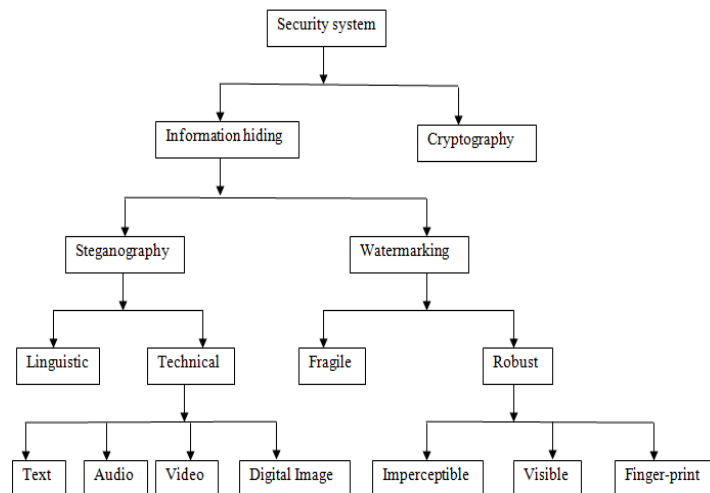 Security system
Information hiding
Cryptography
Steganography
Watermarking
Linguistic
Technical
Fragile
Robust
Text
Audio
Video
Digital Image
Imperceptible
Visible
Finger-print